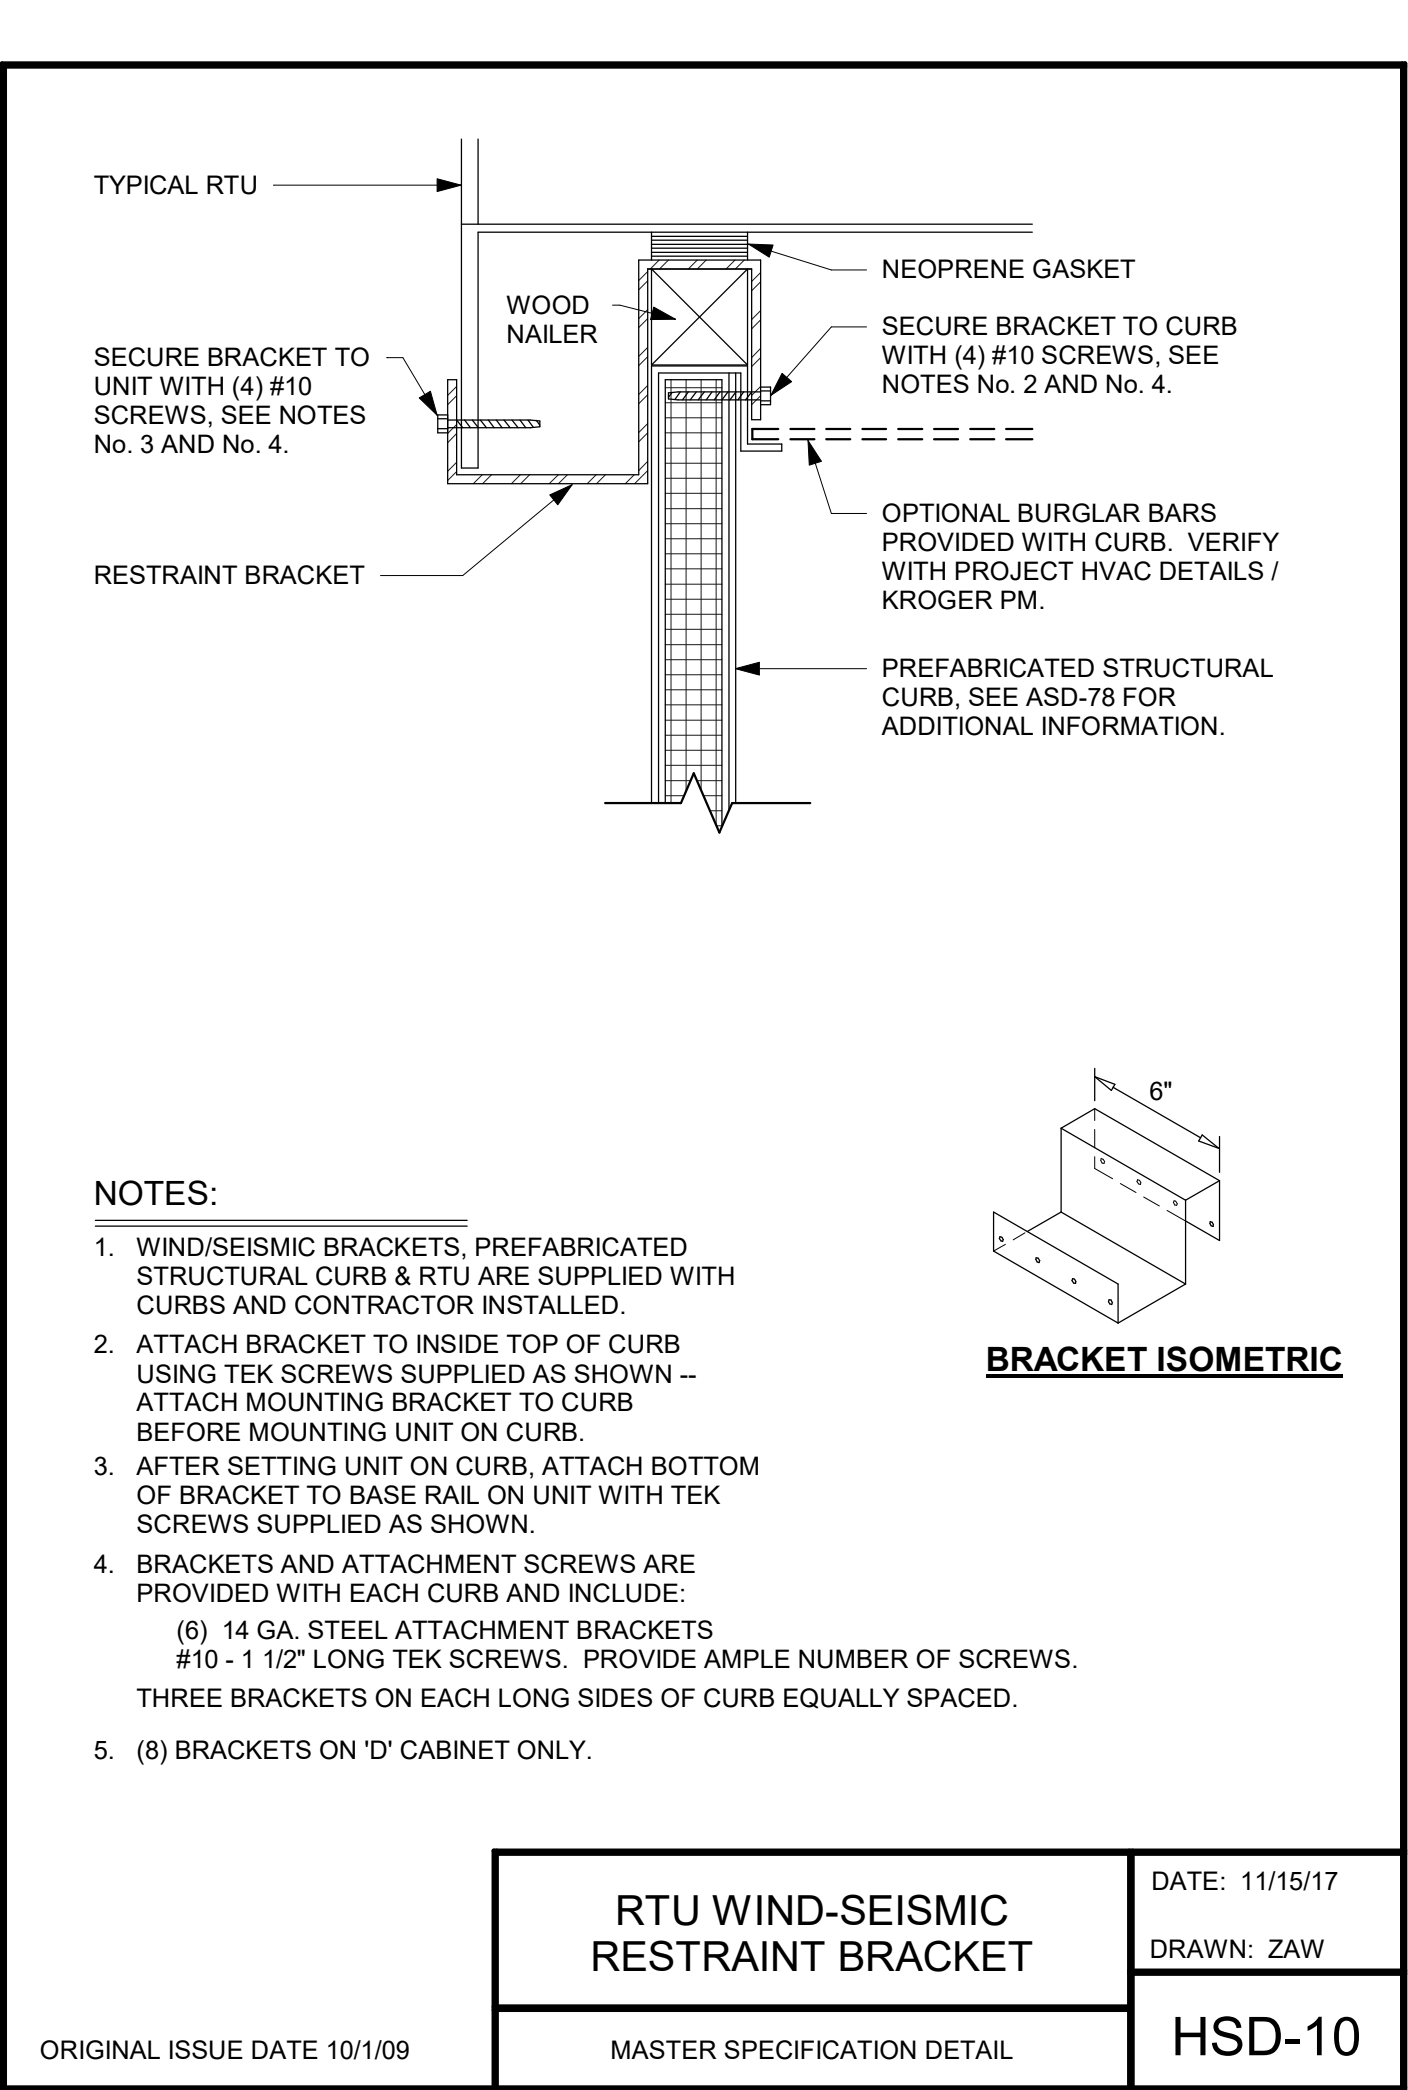 TYPICAL RTU
NEOPRENE GASKET
WOOD
NAILER
SECURE BRACKET TO CURB
WITH (4) #10 SCREWS, SEE
NOTES No. 2 AND No. 4.
SECURE BRACKET TO
UNIT WITH (4) #10
SCREWS, SEE NOTES
No. 3 AND No. 4.
OPTIONAL BURGLAR BARS
PROVIDED WITH CURB.  VERIFY
WITH PROJECT HVAC DETAILS /
KROGER PM.
RESTRAINT BRACKET
PREFABRICATED STRUCTURAL
CURB, SEE ASD-78 FOR
ADDITIONAL INFORMATION.
6"
BRACKET ISOMETRIC
NOTES:
1. WIND/SEISMIC BRACKETS, PREFABRICATED
STRUCTURAL CURB & RTU ARE SUPPLIED WITH
CURBS AND CONTRACTOR INSTALLED.
2. ATTACH BRACKET TO INSIDE TOP OF CURB
USING TEK SCREWS SUPPLIED AS SHOWN --
ATTACH MOUNTING BRACKET TO CURB
BEFORE MOUNTING UNIT ON CURB.
3. AFTER SETTING UNIT ON CURB, ATTACH BOTTOM
OF BRACKET TO BASE RAIL ON UNIT WITH TEK
SCREWS SUPPLIED AS SHOWN.
4. BRACKETS AND ATTACHMENT SCREWS ARE
PROVIDED WITH EACH CURB AND INCLUDE:
(6)  14 GA. STEEL ATTACHMENT BRACKETS
#10 - 1 1/2" LONG TEK SCREWS.  PROVIDE AMPLE NUMBER OF SCREWS.
THREE BRACKETS ON EACH LONG SIDES OF CURB EQUALLY SPACED.
5. (8) BRACKETS ON 'D' CABINET ONLY.
RTU WIND-SEISMIC
RESTRAINT BRACKET
DATE:  11/15/17
DRAWN:  ZAW
ORIGINAL ISSUE DATE 10/1/09
MASTER SPECIFICATION DETAIL
HSD-10